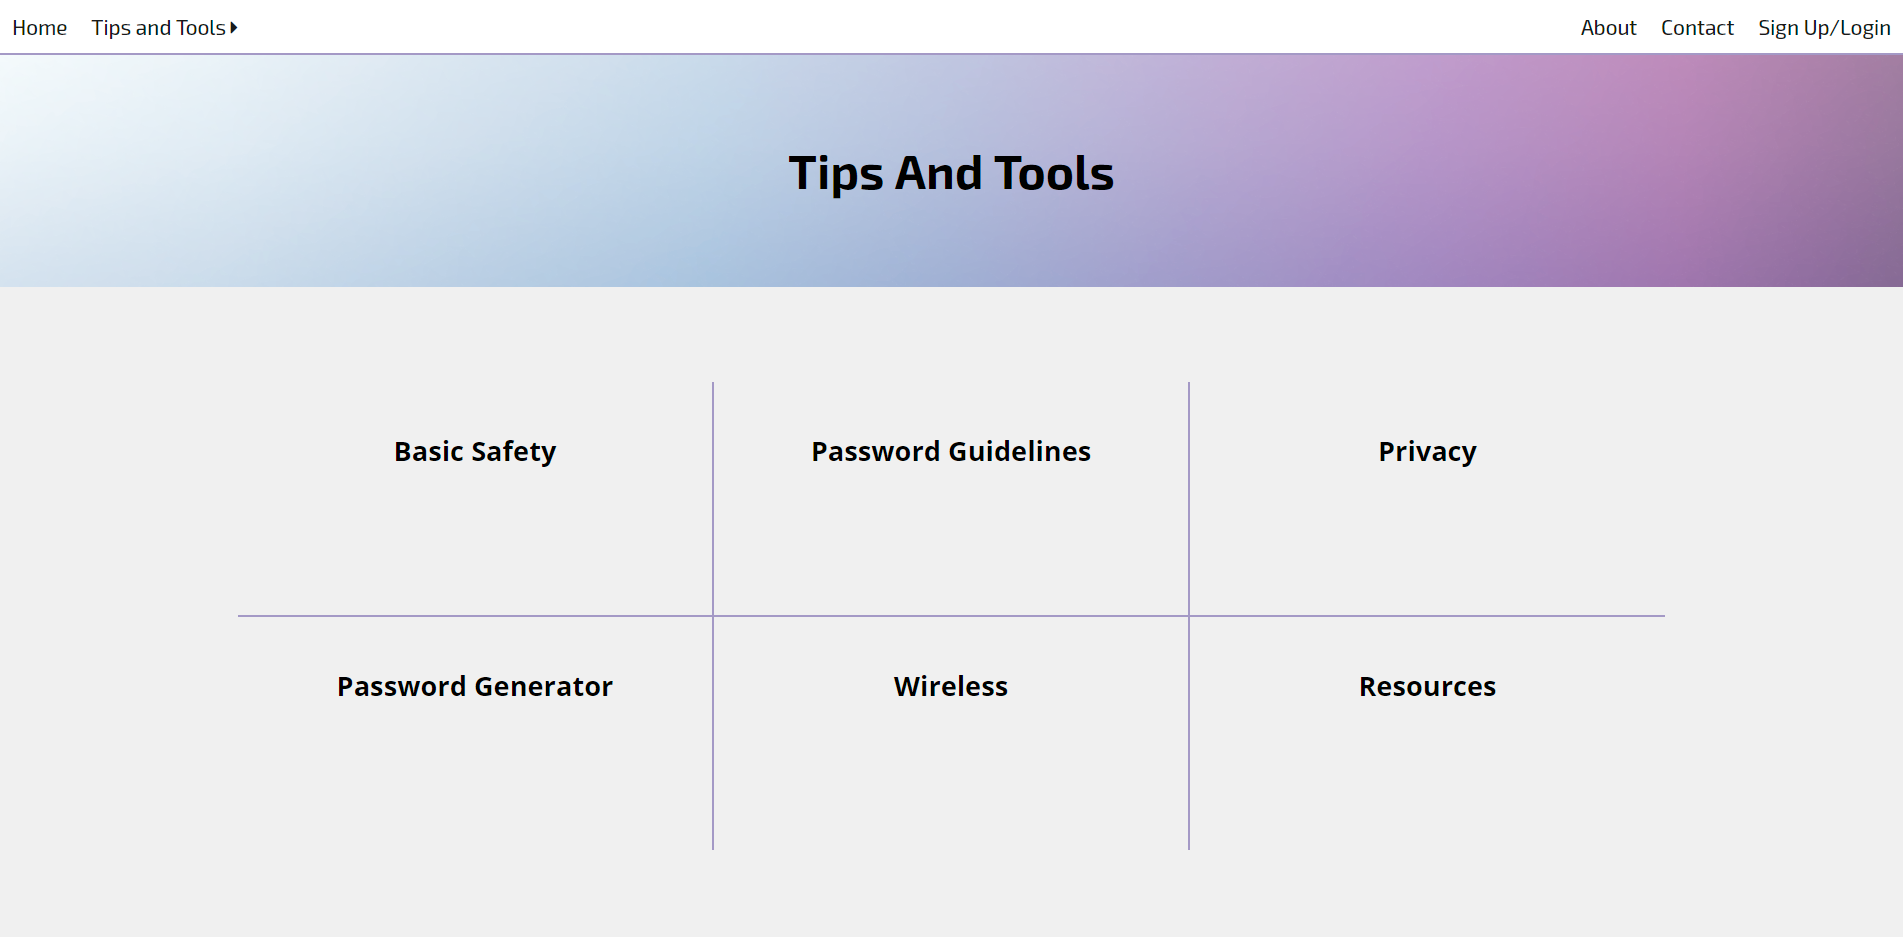 Home Tips and Tools About Contact Sign Up/Login
Tips And Tools
Basic Safety Password Guidelines Privacy
Password Generator Wireless Resources